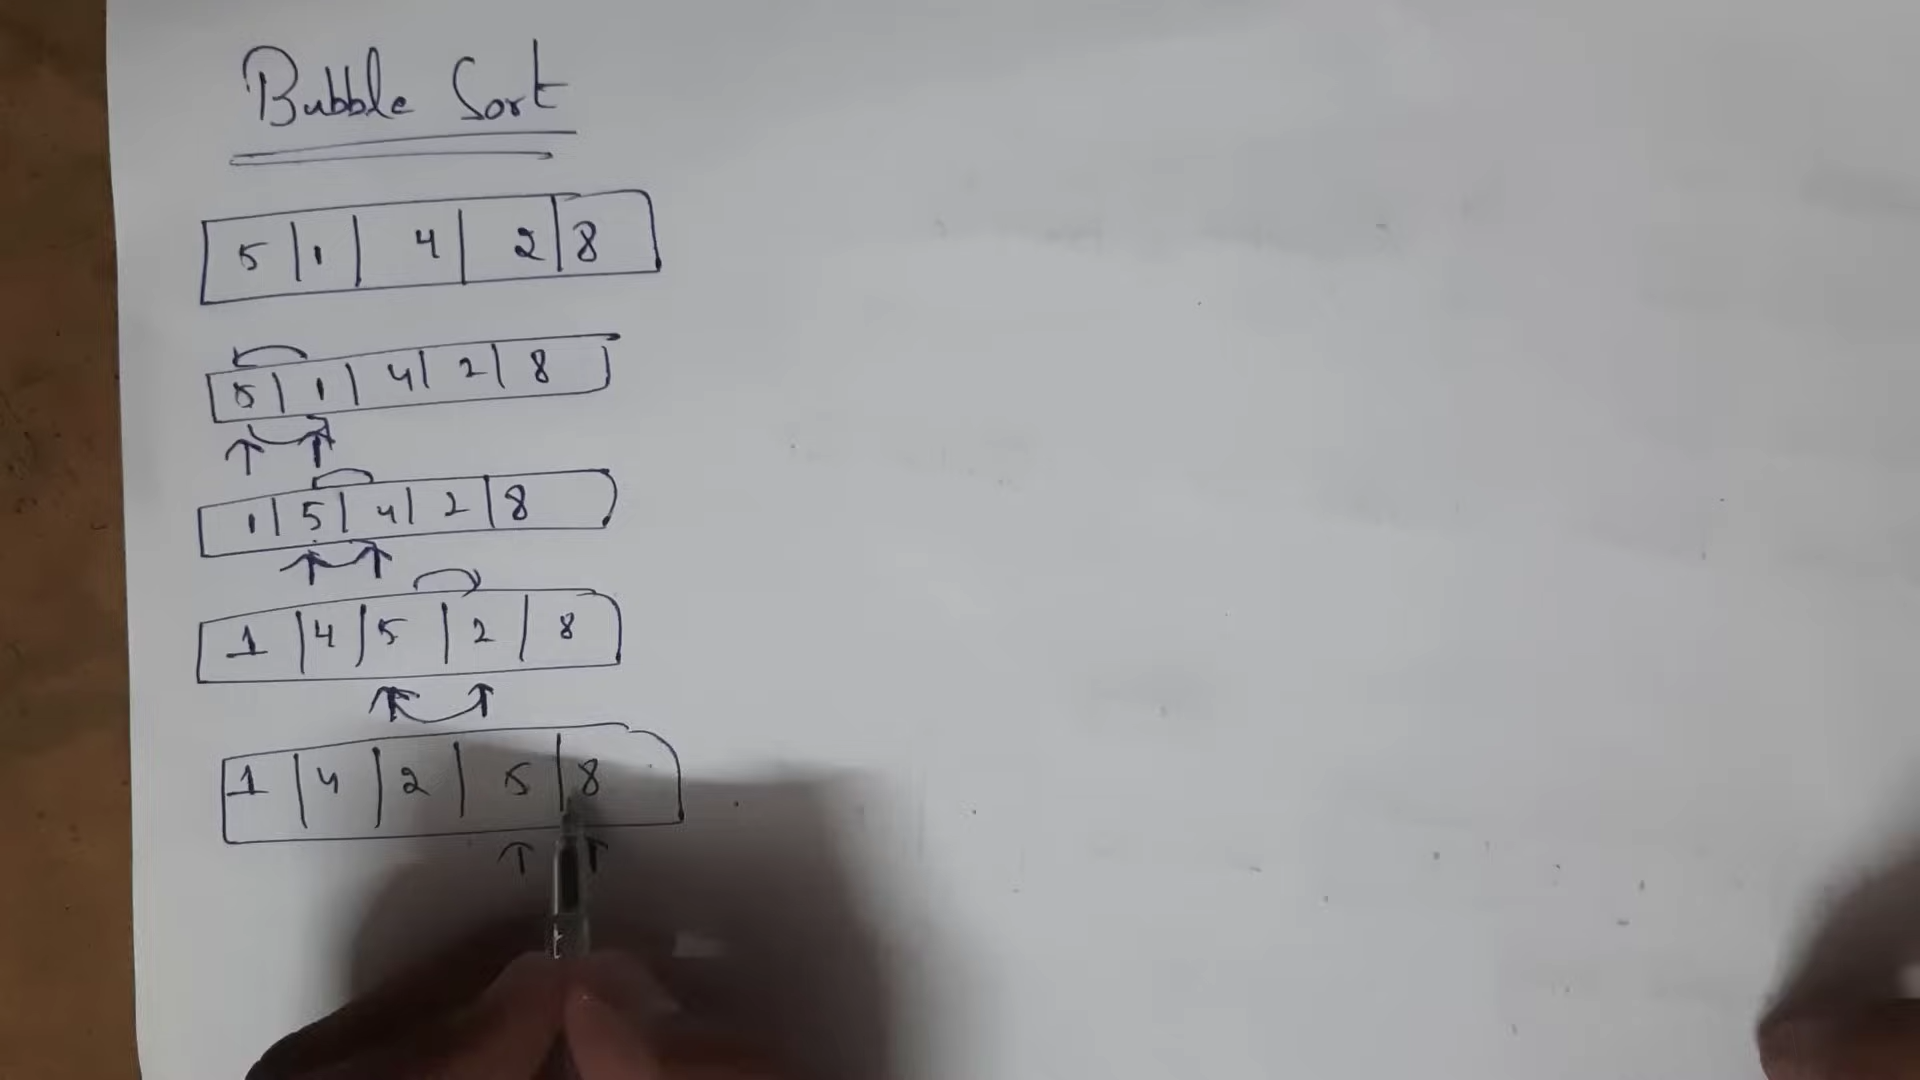 Bubble Sort
5 | 1 | 4 | 2 | 8
5 | 1 | 4 | 2 | 8
1 | 5 | 4 | 2 | 8
1 | 4 | 5 | 2 | 8
1 | 4 | 2 | 5 | 8